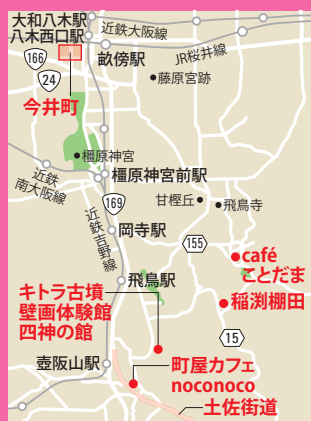 大和八木駅
八木西口駅
近鉄大阪線
166
24
畝傍駅
JR桜井線
藤原宮跡
今井町
橿原神宮
近鉄
南大阪線
橿原神宮前駅
169
甘樫丘
飛鳥寺
近鉄吉野線
岡寺駅
155
café
ことだま
飛鳥駅
稲渕棚田
キトラ古墳
壁画体験館
四神の館
15
壺阪山駅
町屋カフェ
noconoco
土佐街道